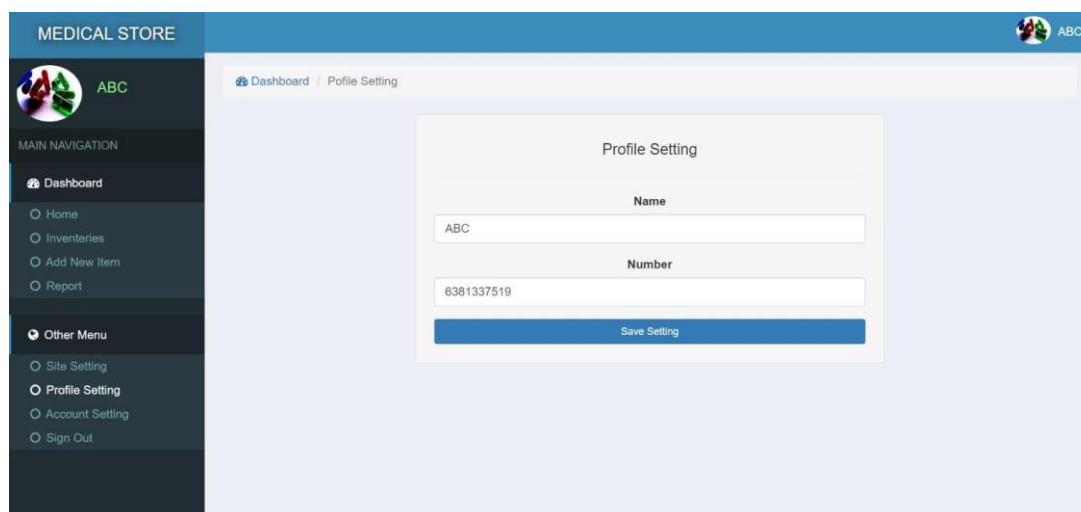 MEDICAL STORE
ABC
ABC
MAIN NAVIGATION
Dashboard
Home
Inventeries
Add New Item
Report
Other Menu
Site Setting
Profile Setting
Account Setting
Sign Out
Dashboard / Pofile Setting
Profile Setting
Name
ABC
Number
6381337519
Save Setting